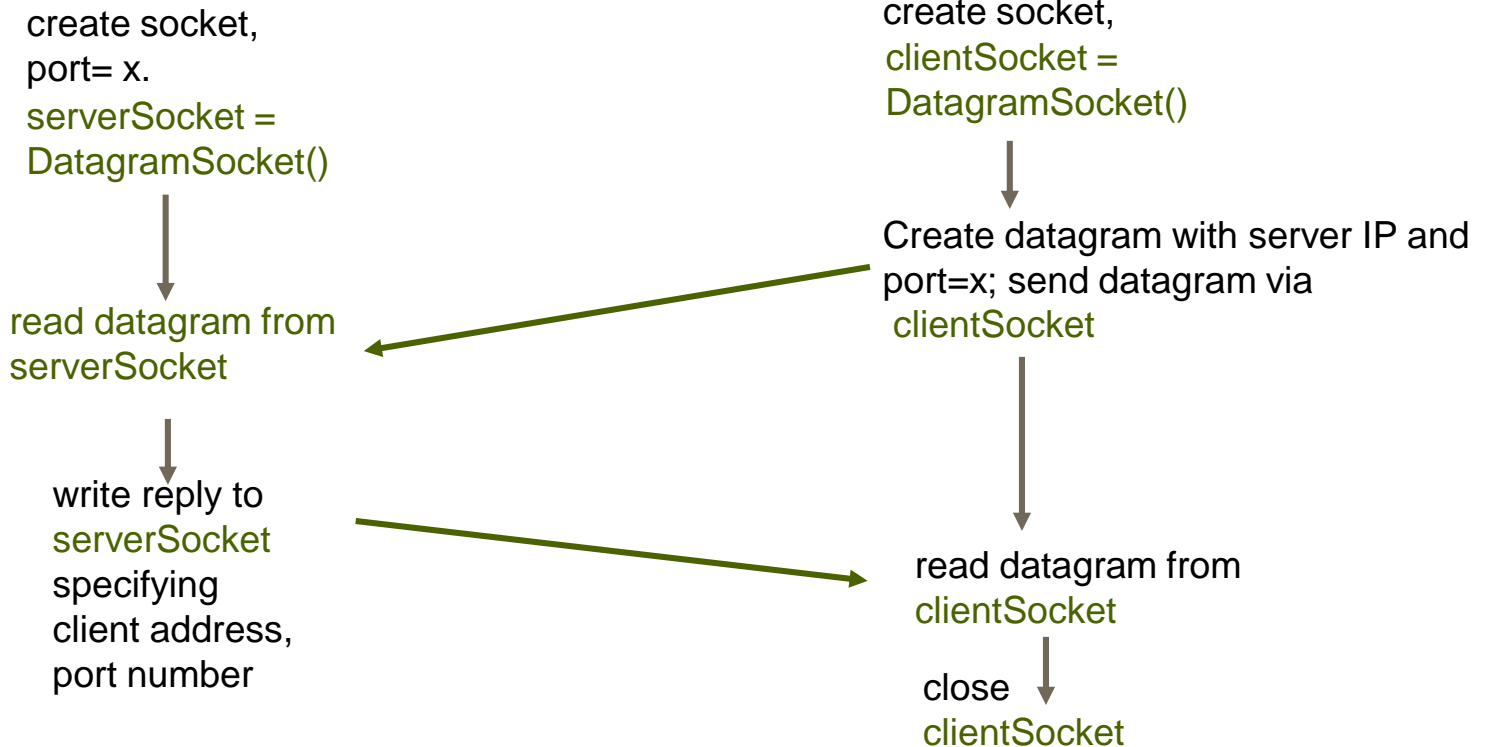 create socket,
port= x.
serverSocket =
DatagramSocket()
read datagram from
serverSocket
write reply to
serverSocket
specifying
client address,
port number
create socket,
clientSocket =
DatagramSocket()
Create datagram with server IP and
port=x; send datagram via
clientSocket
read datagram from
clientSocket
close
clientSocket